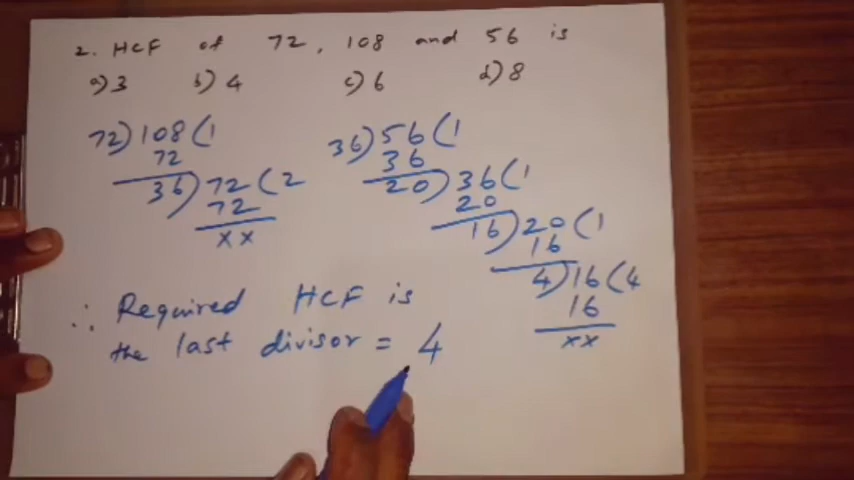 2. HCF of 72, 108 and 56 is
a) 3 b) 4 c) 6 d) 8
72) 108 (1
72
36) 72 (2
72
xx
36) 56 (1
36
20) 36 (1
20
16) 20 (1
16
4) 16 (4
16
xx
∴ Required HCF is
the last divisor = 4